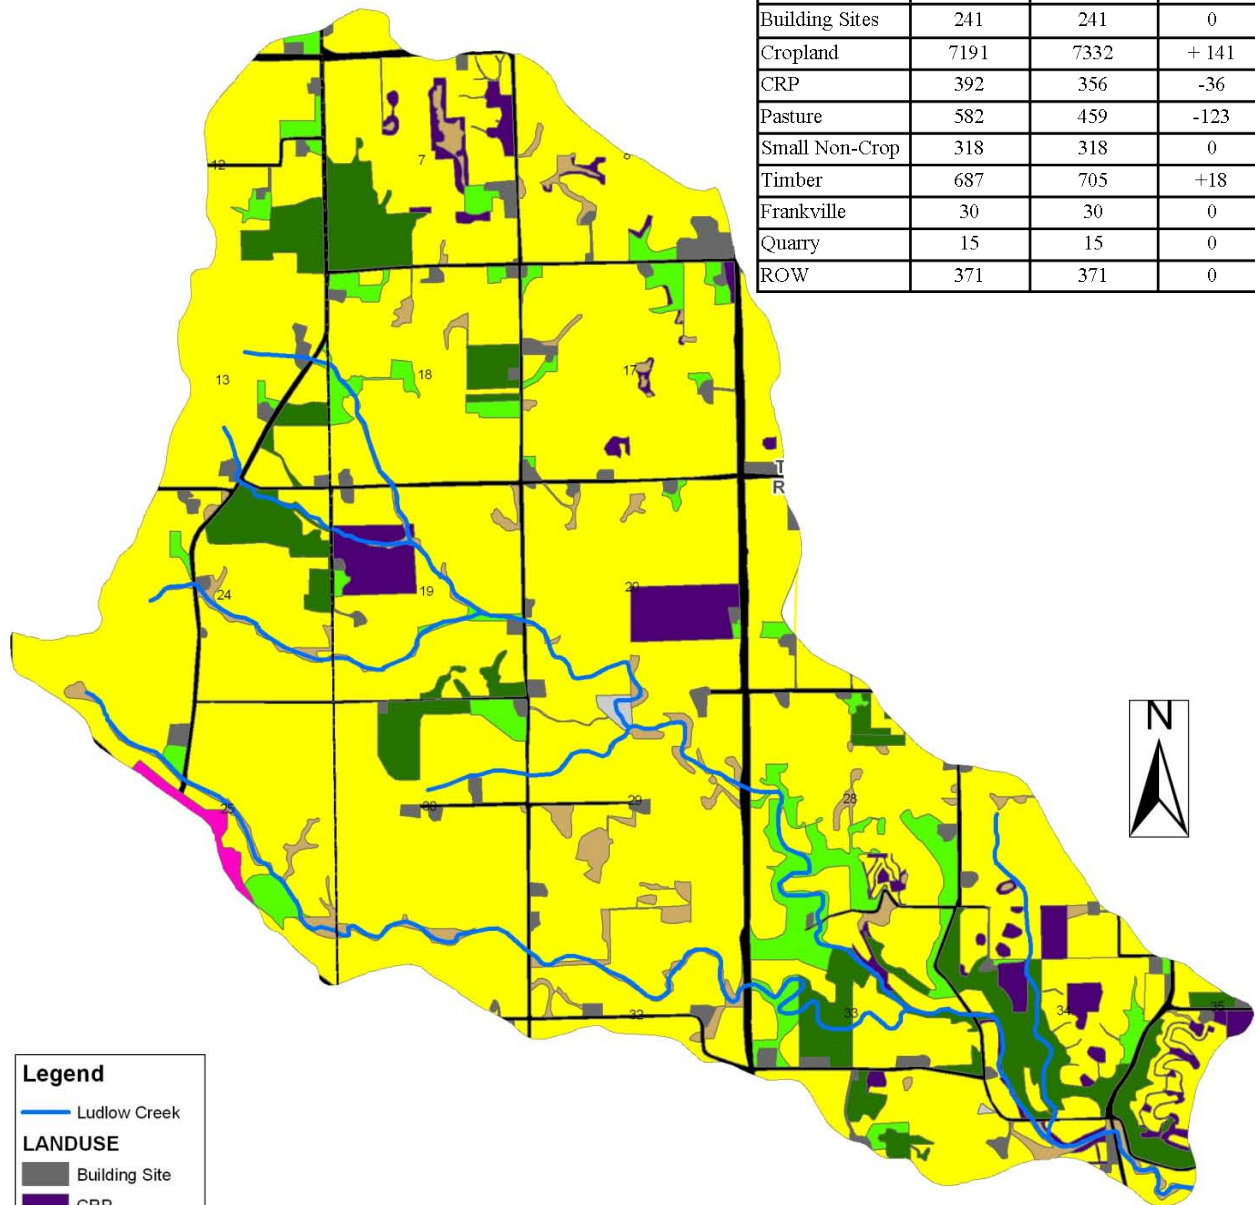 Building Sites 241 241 0
Cropland 7191 7332 + 141
CRP 392 356 -36
Pasture 582 459 -123
Small Non-Crop 318 318 0
Timber 687 705 +18
Frankville 30 30 0
Quarry 15 15 0
ROW 371 371 0
12
7
13
18
17
T
R
24
19
20
N
25
29
28
32
33
34
35
Legend
Ludlow Creek
LANDUSE
Building Site
CRP